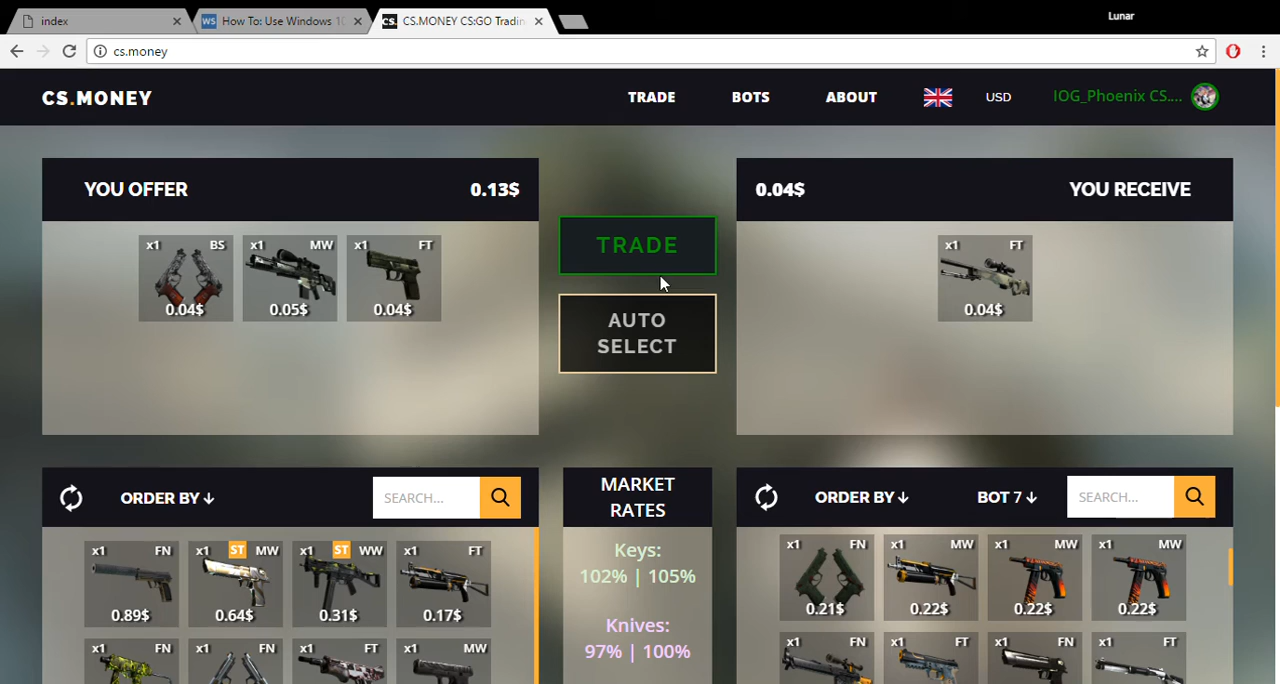 Lunar
index
How To: Use Windows 10
CS.MONEY CS:GO Tradin
cs.money
CS.MONEY
TRADE
BOTS
ABOUT
USD
IOG_Phoenix CS....
YOU OFFER
0.13$
x1 BS
0.04$
x1 MW
0.05$
x1 FT
0.04$
TRADE
AUTO
SELECT
0.04$
YOU RECEIVE
x1 FT
0.04$
ORDER BY
SEARCH...
MARKET
RATES
ORDER BY
BOT 7
SEARCH...
x1 FN
0.89$
x1 ST MW
0.64$
x1 ST WW
0.31$
x1 FT
0.17$
Keys:
102% | 105%
Knives:
97% | 100%
x1 FN
0.21$
x1 MW
0.22$
x1 MW
0.22$
x1 MW
0.22$
x1 FN
x1 FN
x1 FT
x1 MW
x1 FN
x1 FT
x1 FN
x1 FT